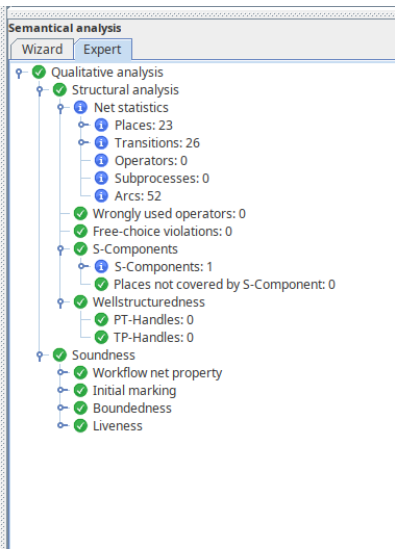 Semantical analysis
Wizard Expert
Qualitative analysis
Structural analysis
Net statistics
Places: 23
Transitions: 26
Operators: 0
Subprocesses: 0
Arcs: 52
Wrongly used operators: 0
Free-choice violations: 0
S-Components
S-Components: 1
Places not covered by S-Component: 0
Wellstructuredness
PT-Handles: 0
TP-Handles: 0
Soundness
Workflow net property
Initial marking
Boundedness
Liveness